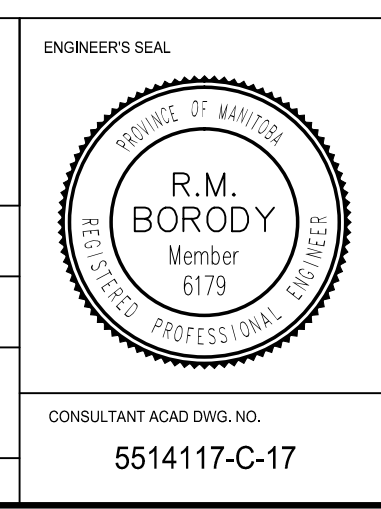 ENGINEER'S SEAL
PROVINCE OF MANITOBA
R.M.
BORODY
Member
6179
REGISTERED PROFESSIONAL ENGINEER
CONSULTANT ACAD DWG. NO.
5514117-C-17